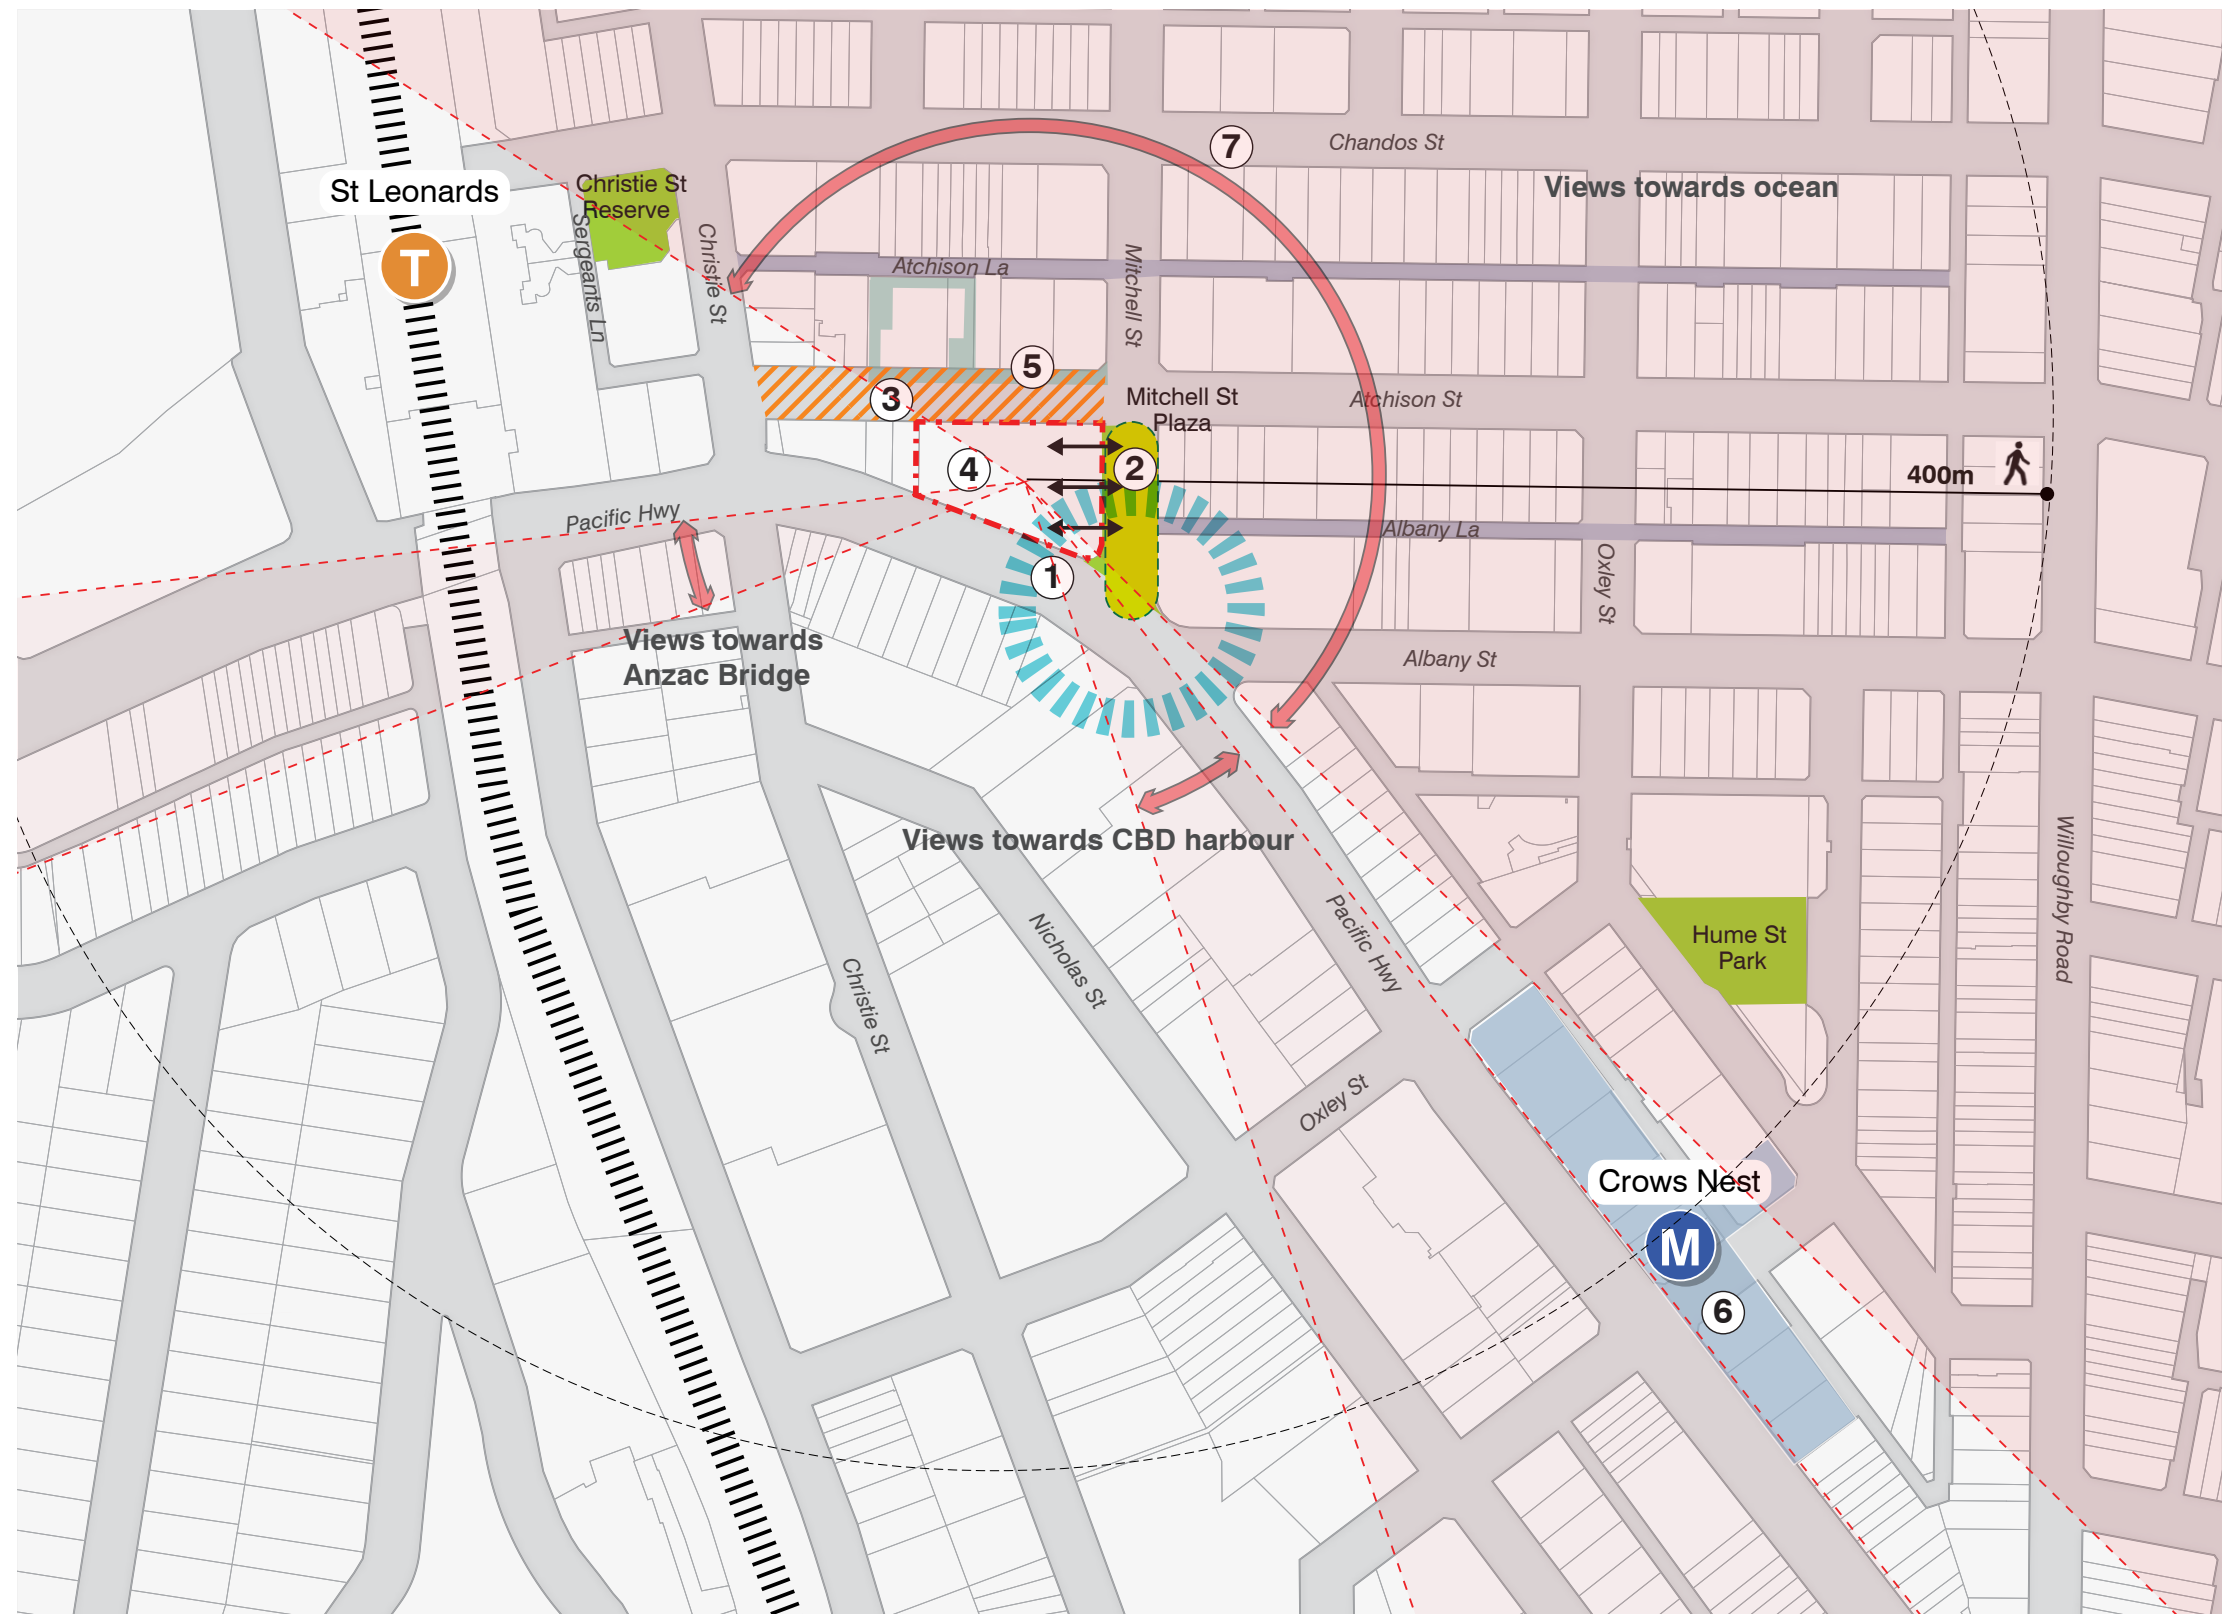 Chandos St
7
St Leonards
T
Christie St
Reserve
Views towards ocean
Sergeants Ln
Christie St
Atchison La
Mitchell St
5
3
Mitchell St
Plaza
Atchison St
4
2
400m
Pacific Hwy
Albany La
1
Oxley St
Views towards
Anzac Bridge
Albany St
Views towards CBD harbour
Willoughby Road
Pacific Hwy
Nicholas St
Hume St
Park
Christie St
Oxley St
Crows Nest
M
6